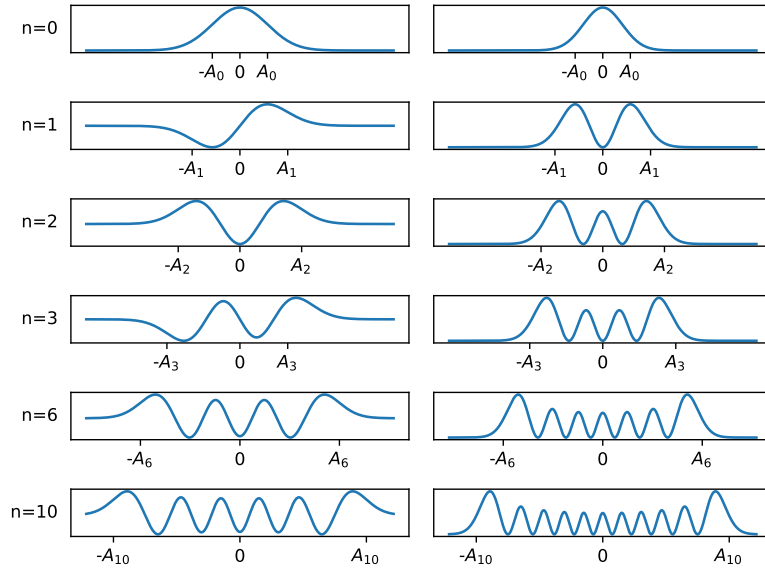 n=0
-A0 0 A0
-A0 0 A0
n=1
-A1 0 A1
-A1 0 A1
n=2
-A2 0 A2
-A2 0 A2
n=3
-A3 0 A3
-A3 0 A3
n=6
-A6 0 A6
-A6 0 A6
n=10
-A10 0 A10
-A10 0 A10